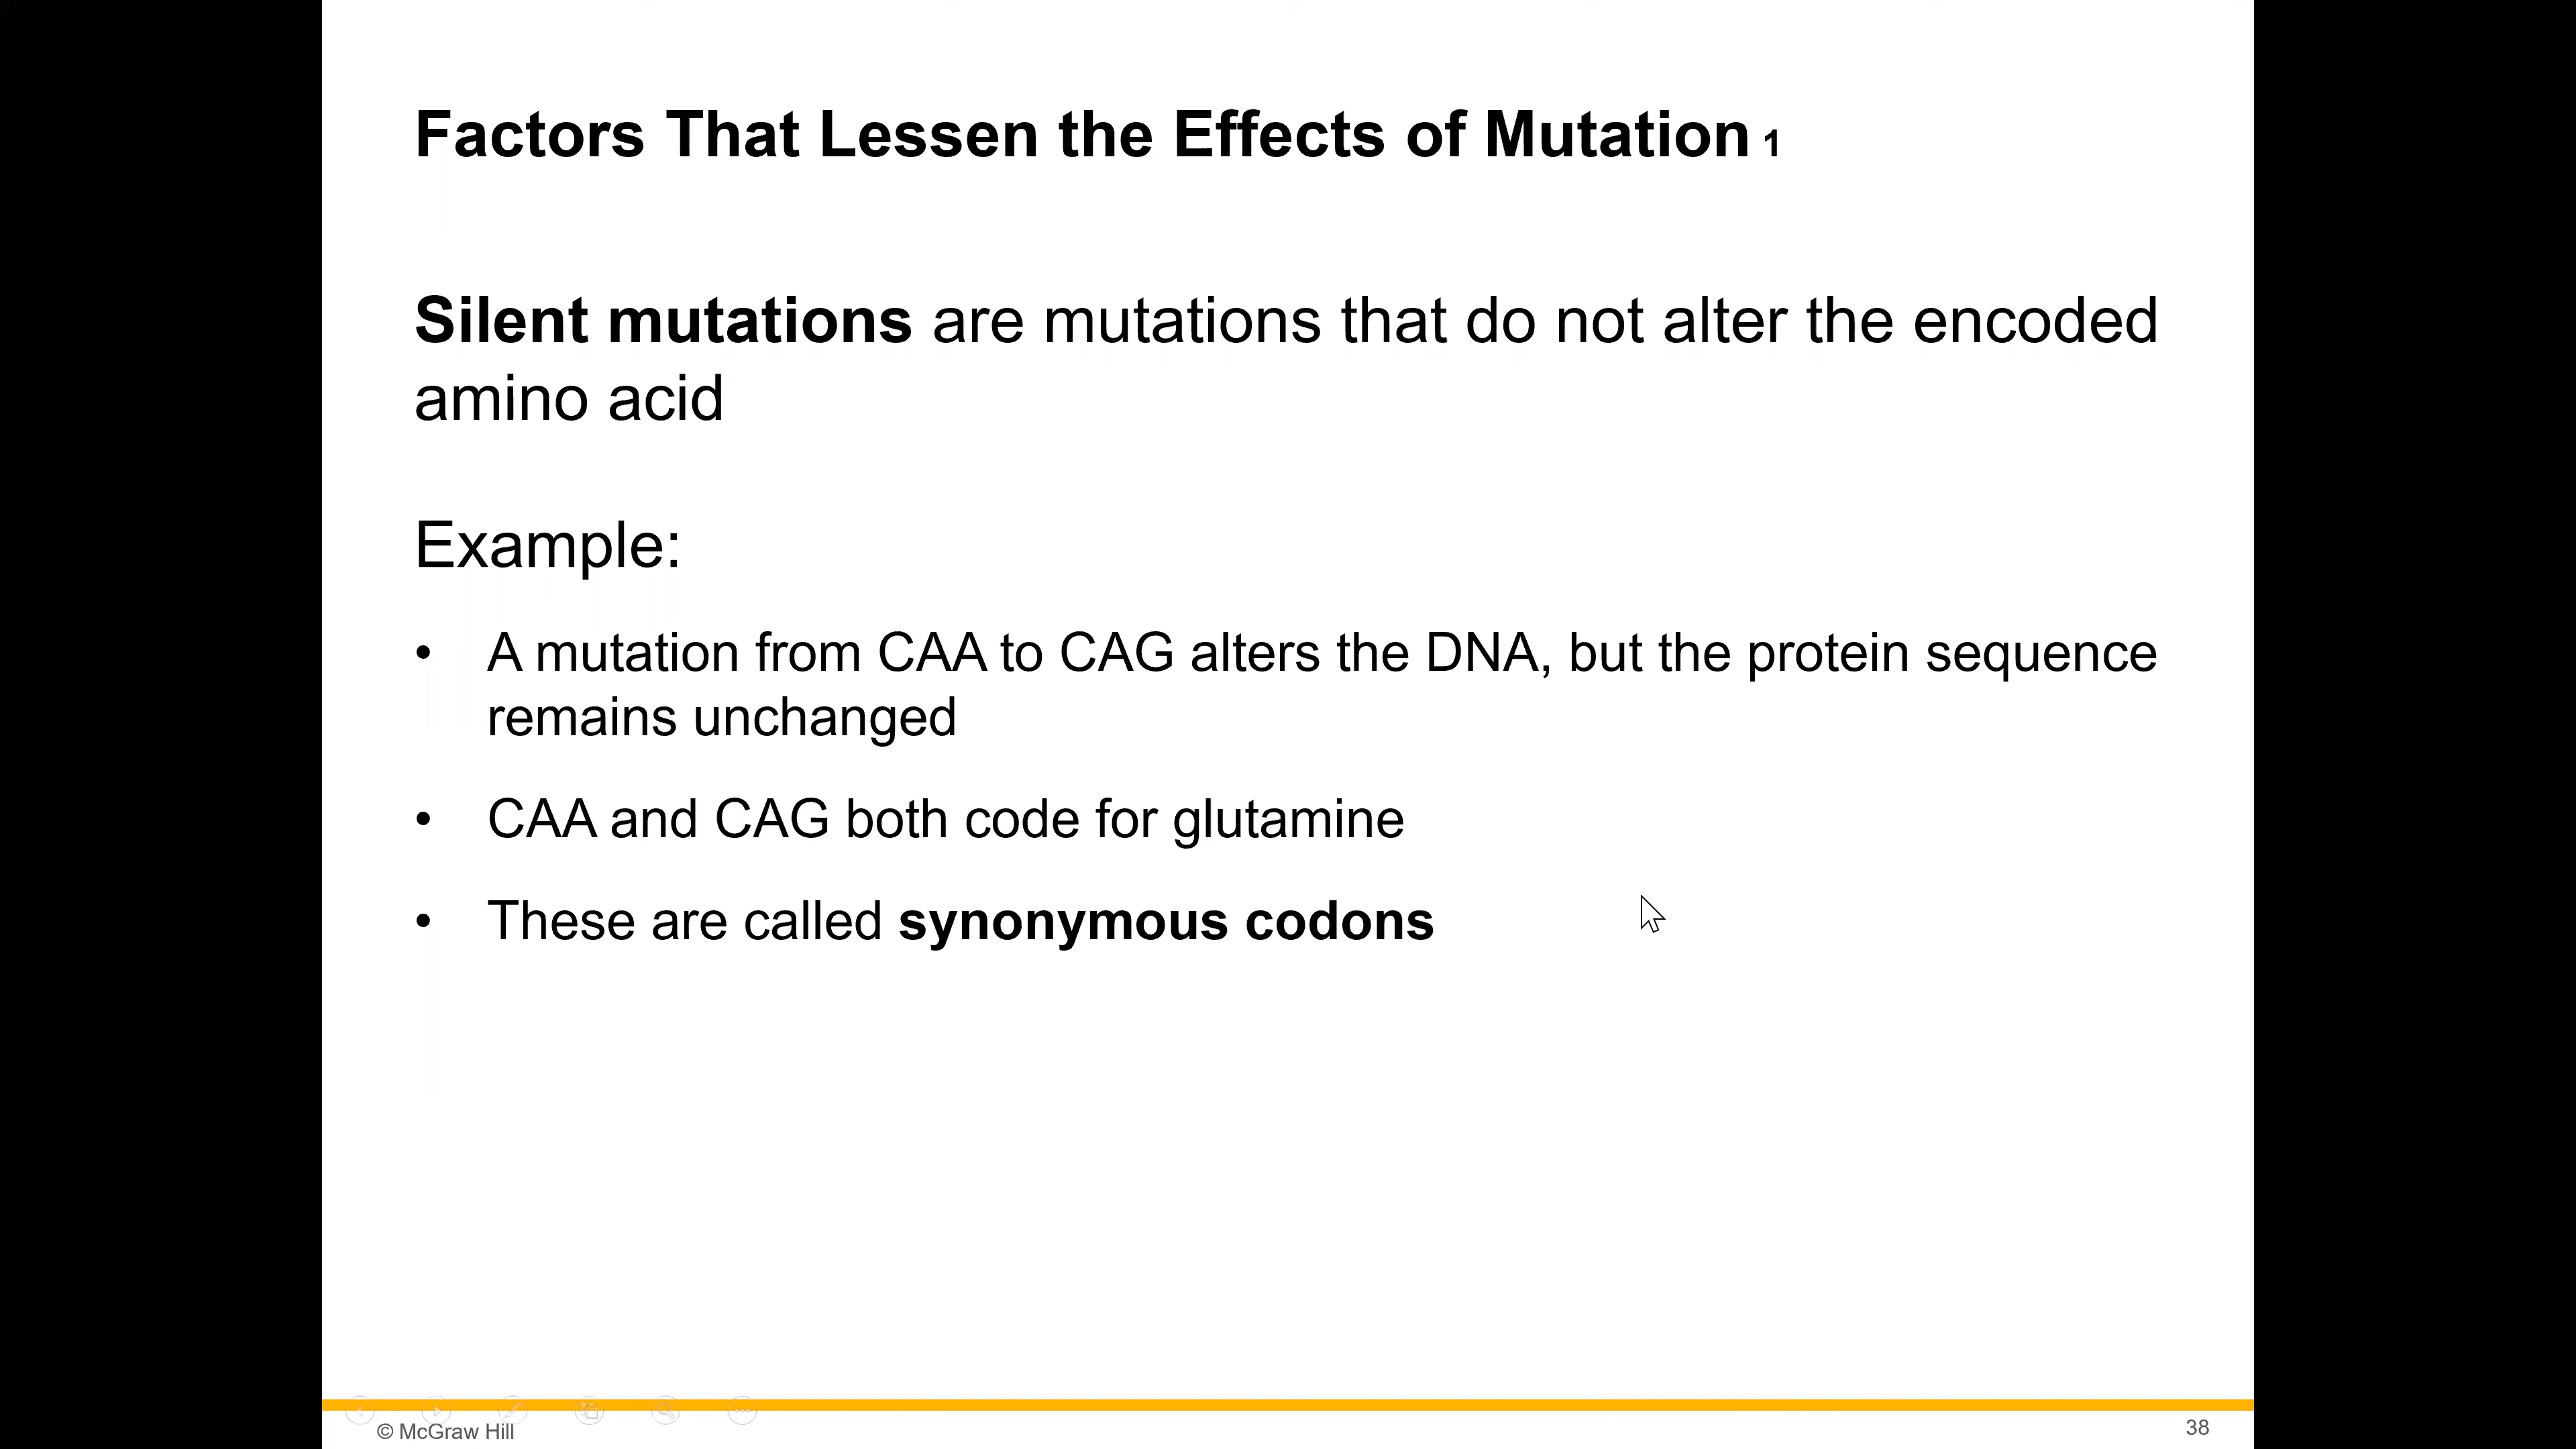 Factors That Lessen the Effects of Mutation 1
Silent mutations are mutations that do not alter the encoded
amino acid
Example:
• A mutation from CAA to CAG alters the DNA, but the protein sequence
remains unchanged
• CAA and CAG both code for glutamine
• These are called synonymous codons
© McGraw Hill
38